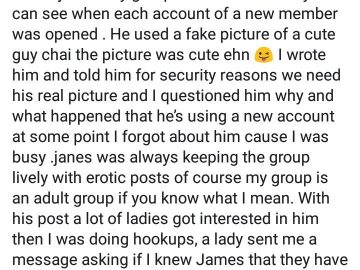 can see when each account of a new member
was opened . He used a fake picture of a cute
guy chai the picture was cute ehn 😜 I wrote
him and told him for security reasons we need
his real picture and I questioned him why and
what happened that he's using a new account
at some point I forgot about him cause I was
busy .janes was always keeping the group
lively with erotic posts of course my group is
an adult group if you know what I mean. With
his post a lot of ladies got interested in him
then I was doing hookups, a lady sent me a
message asking if I knew James that they have